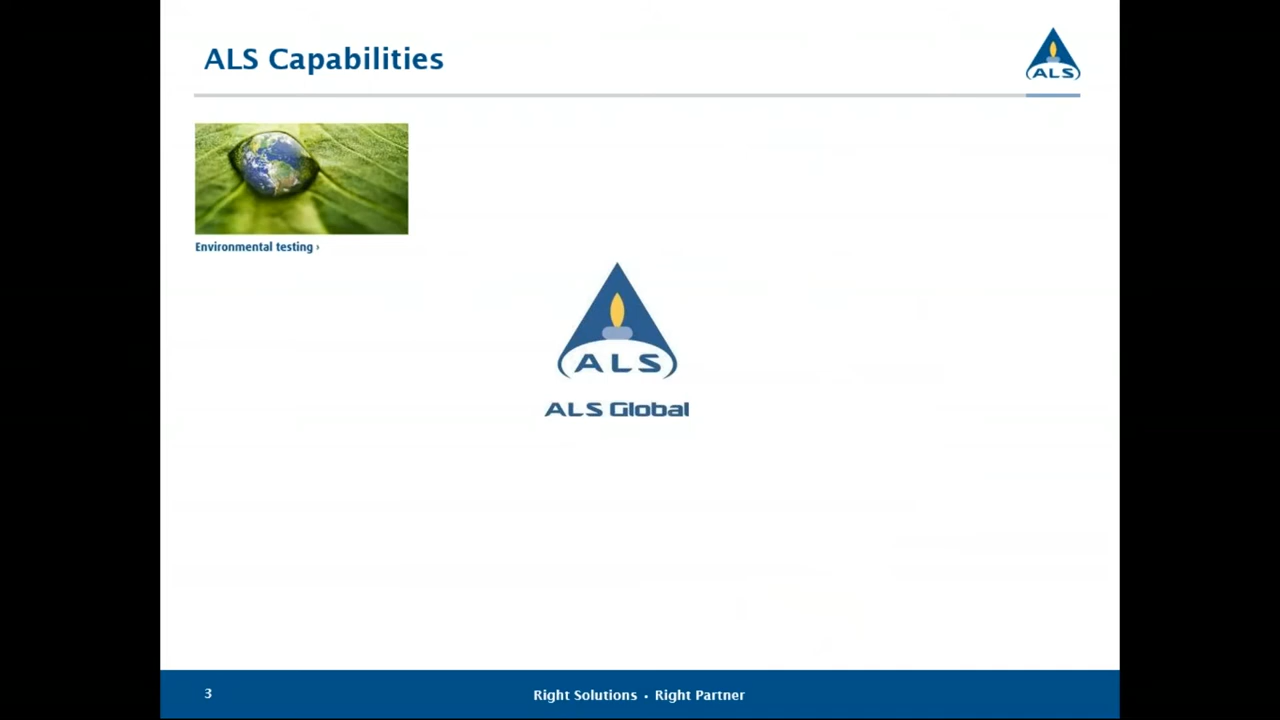 ALS Capabilities
ALS
Environmental testing ›
ALS
ALS Global
3
Right Solutions • Right Partner